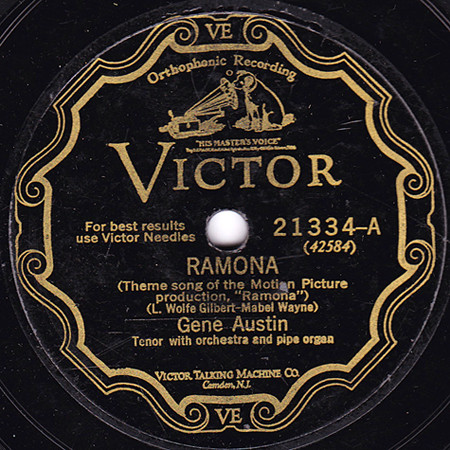 VE
Orthophonic Recording
"HIS MASTER'S VOICE"
VICTOR
For best results
use Victor Needles
21334-A
(42584)
RAMONA
(Theme song of the Motion Picture
production, "Ramona")
(L. Wolfe Gilbert-Mabel Wayne)
Gene Austin
Tenor with orchestra and pipe organ
VICTOR TALKING MACHINE CO.
Camden, N.J.
VE